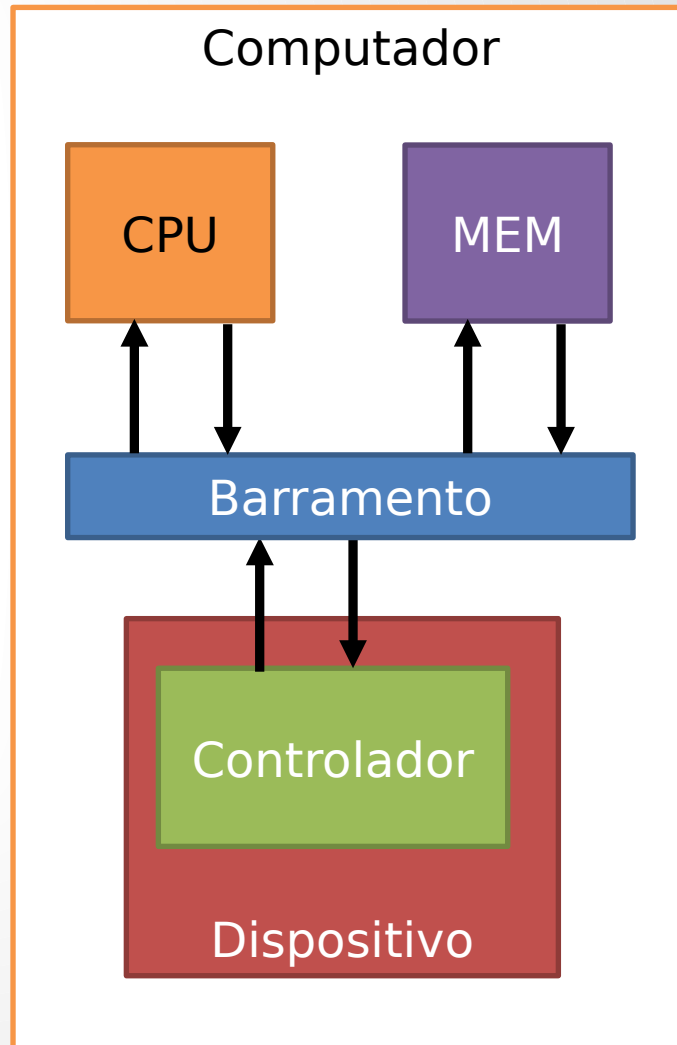 Computador
CPU
MEM
Barramento
Controlador
Dispositivo